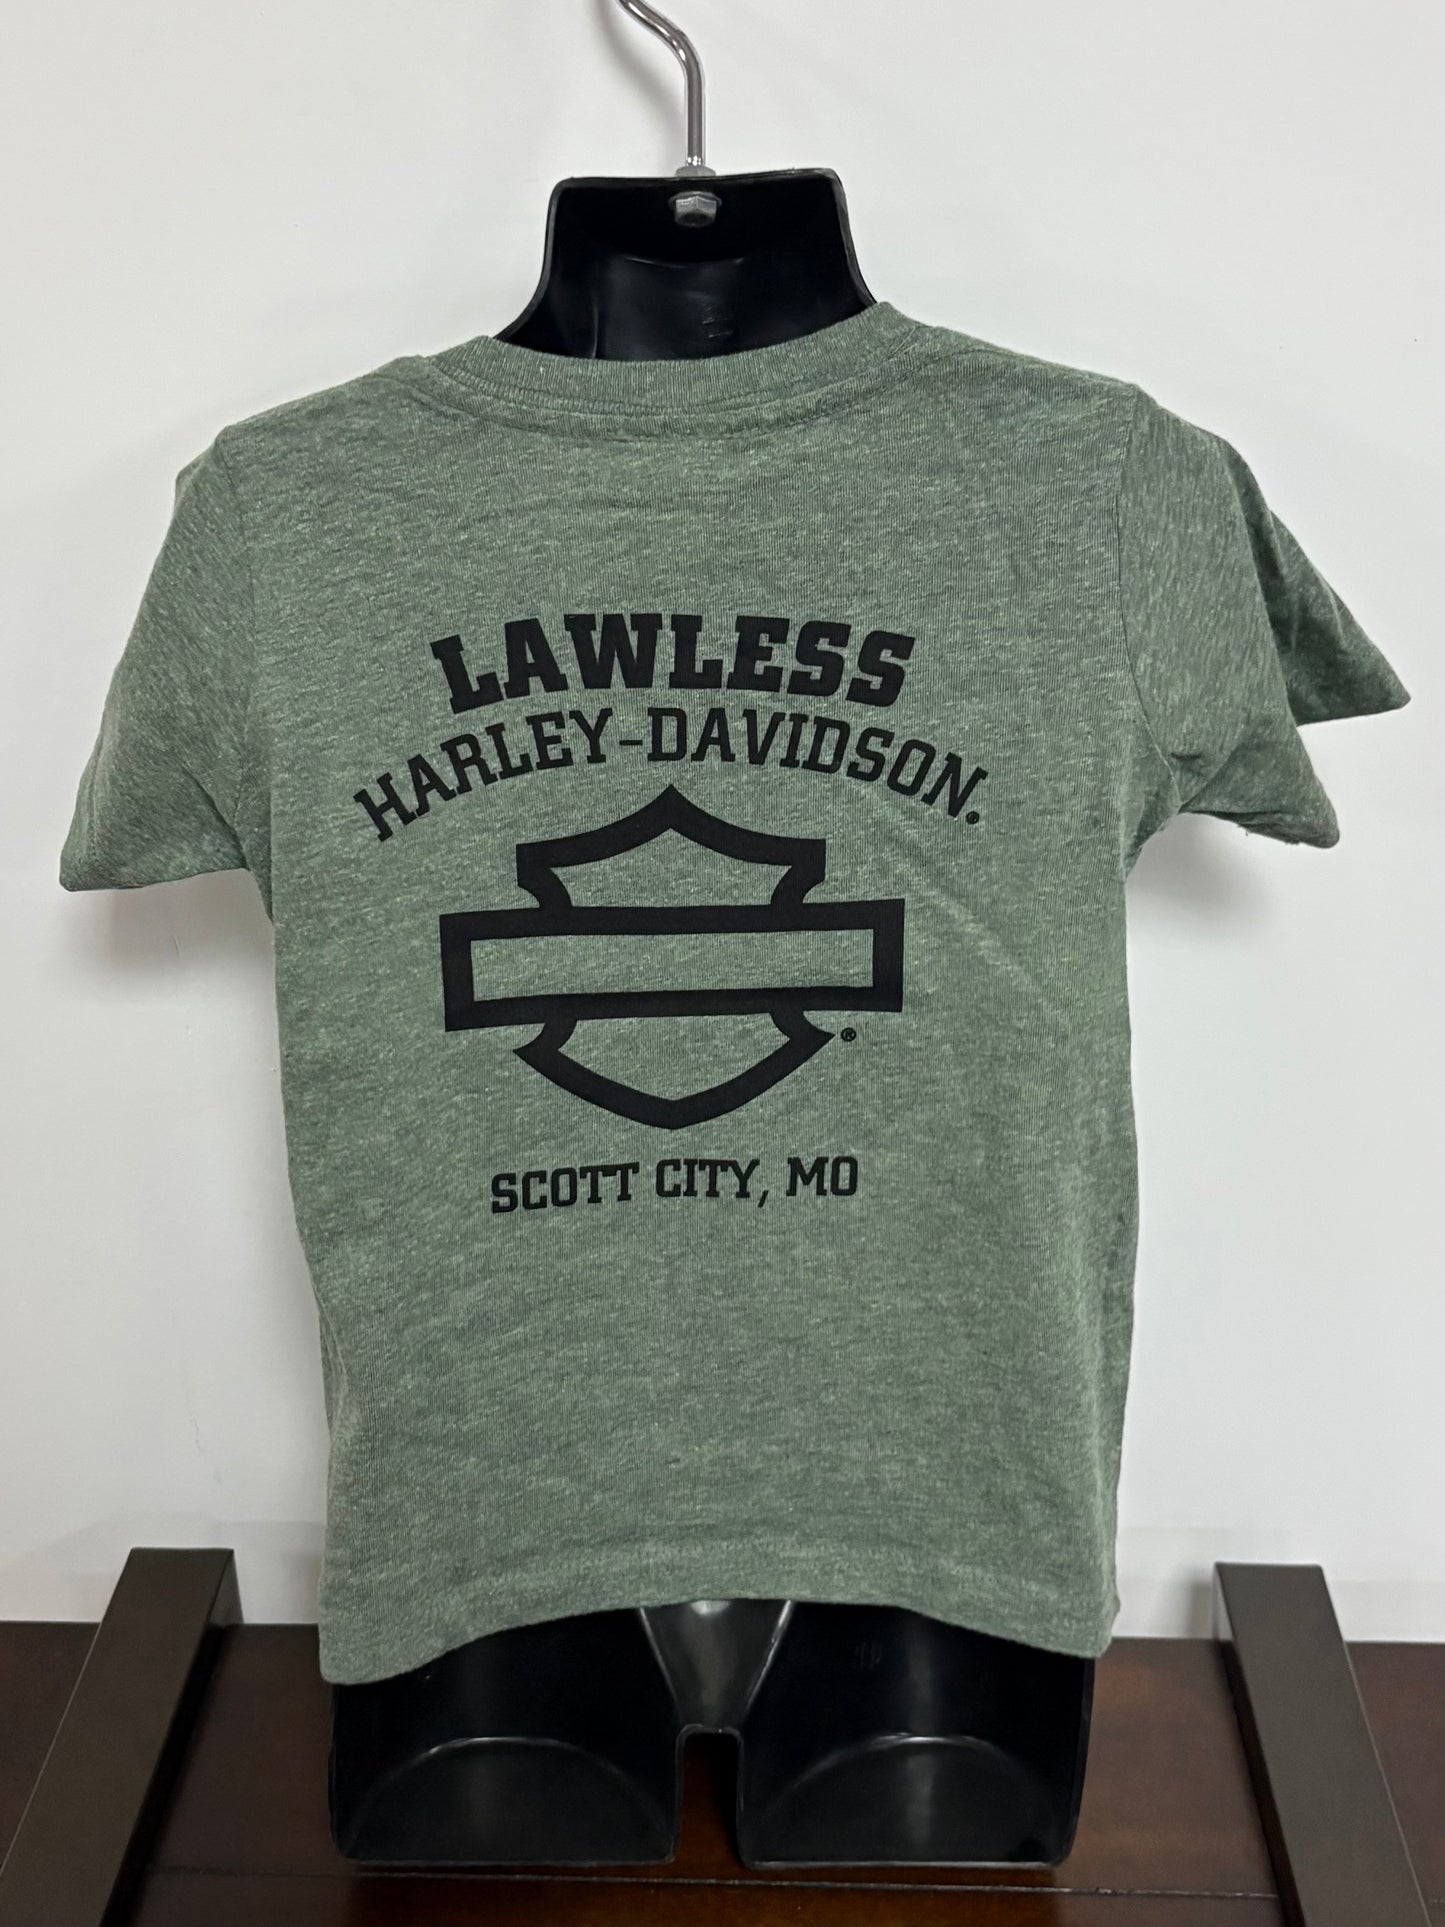 LAWLESS
HARLEY-DAVIDSON®
®
SCOTT CITY, MO